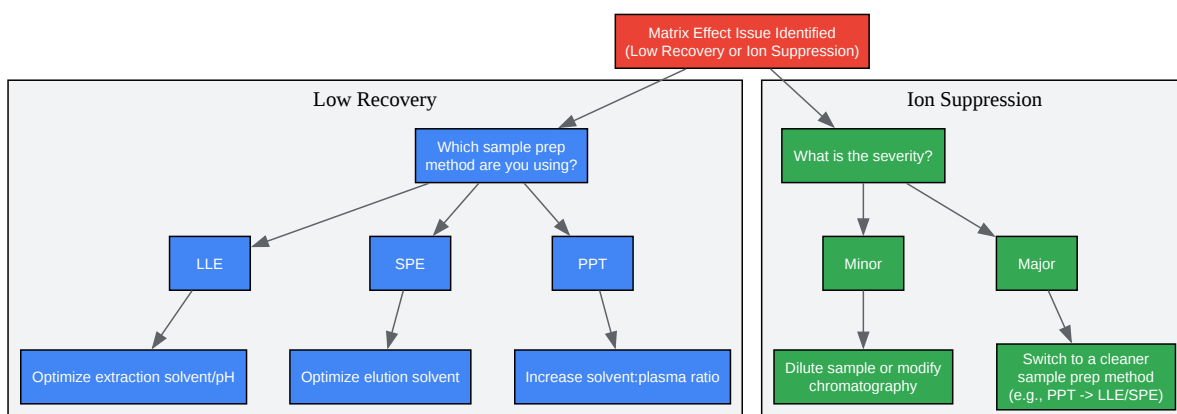 Matrix Effect Issue Identified
(Low Recovery or Ion Suppression)
Low Recovery
Which sample prep
method are you using?
LLE
SPE
PPT
Optimize extraction solvent/pH
Optimize elution solvent
Increase solvent:plasma ratio
Ion Suppression
What is the severity?
Minor
Major
Dilute sample or modify
chromatography
Switch to a cleaner
sample prep method
(e.g., PPT -> LLE/SPE)